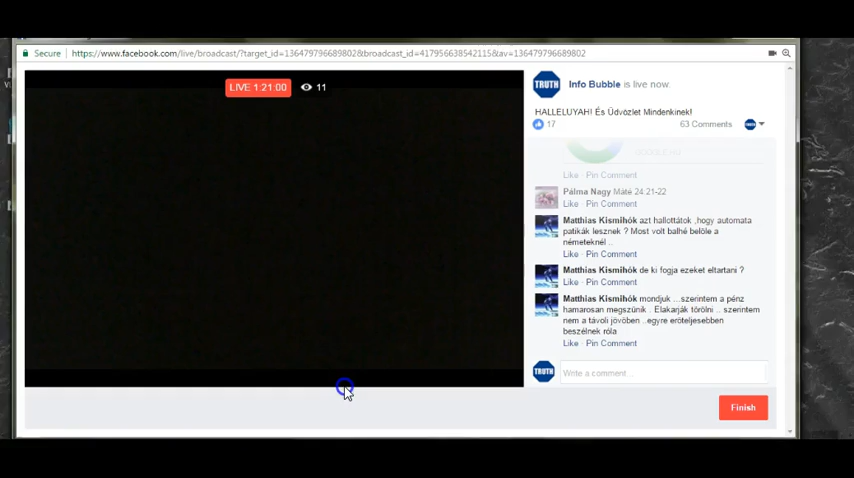 Secure https://www.facebook.com/live/broadcast/?target_id=136479796689802&broadcast_id=417956638542115&av=136479796689802
LIVE 1:21:00 11
TRUTH Info Bubble is live now.
HALLELUYAH! És Üdvözlet Mindenkinek!
17 63 Comments TRUTH
Like · Pin Comment
Pálma Nagy Máté 24:21-22
Like · Pin Comment
Matthias Kismihók azt hallottátok ,hogy automata
patikák lesznek ? Most volt balhé belőle a
németeknél ..
Like · Pin Comment
Matthias Kismihók de ki fogja ezeket eltartani ?
Like · Pin Comment
Matthias Kismihók mondjuk ...szerintem a pénz
hamarosan megszünik . Elakarják törölni .. szerintem
nem a távoli jövöben ..egyre eröteljesebben
beszélnek róla
Like · Pin Comment
TRUTH Write a comment ...
Finish